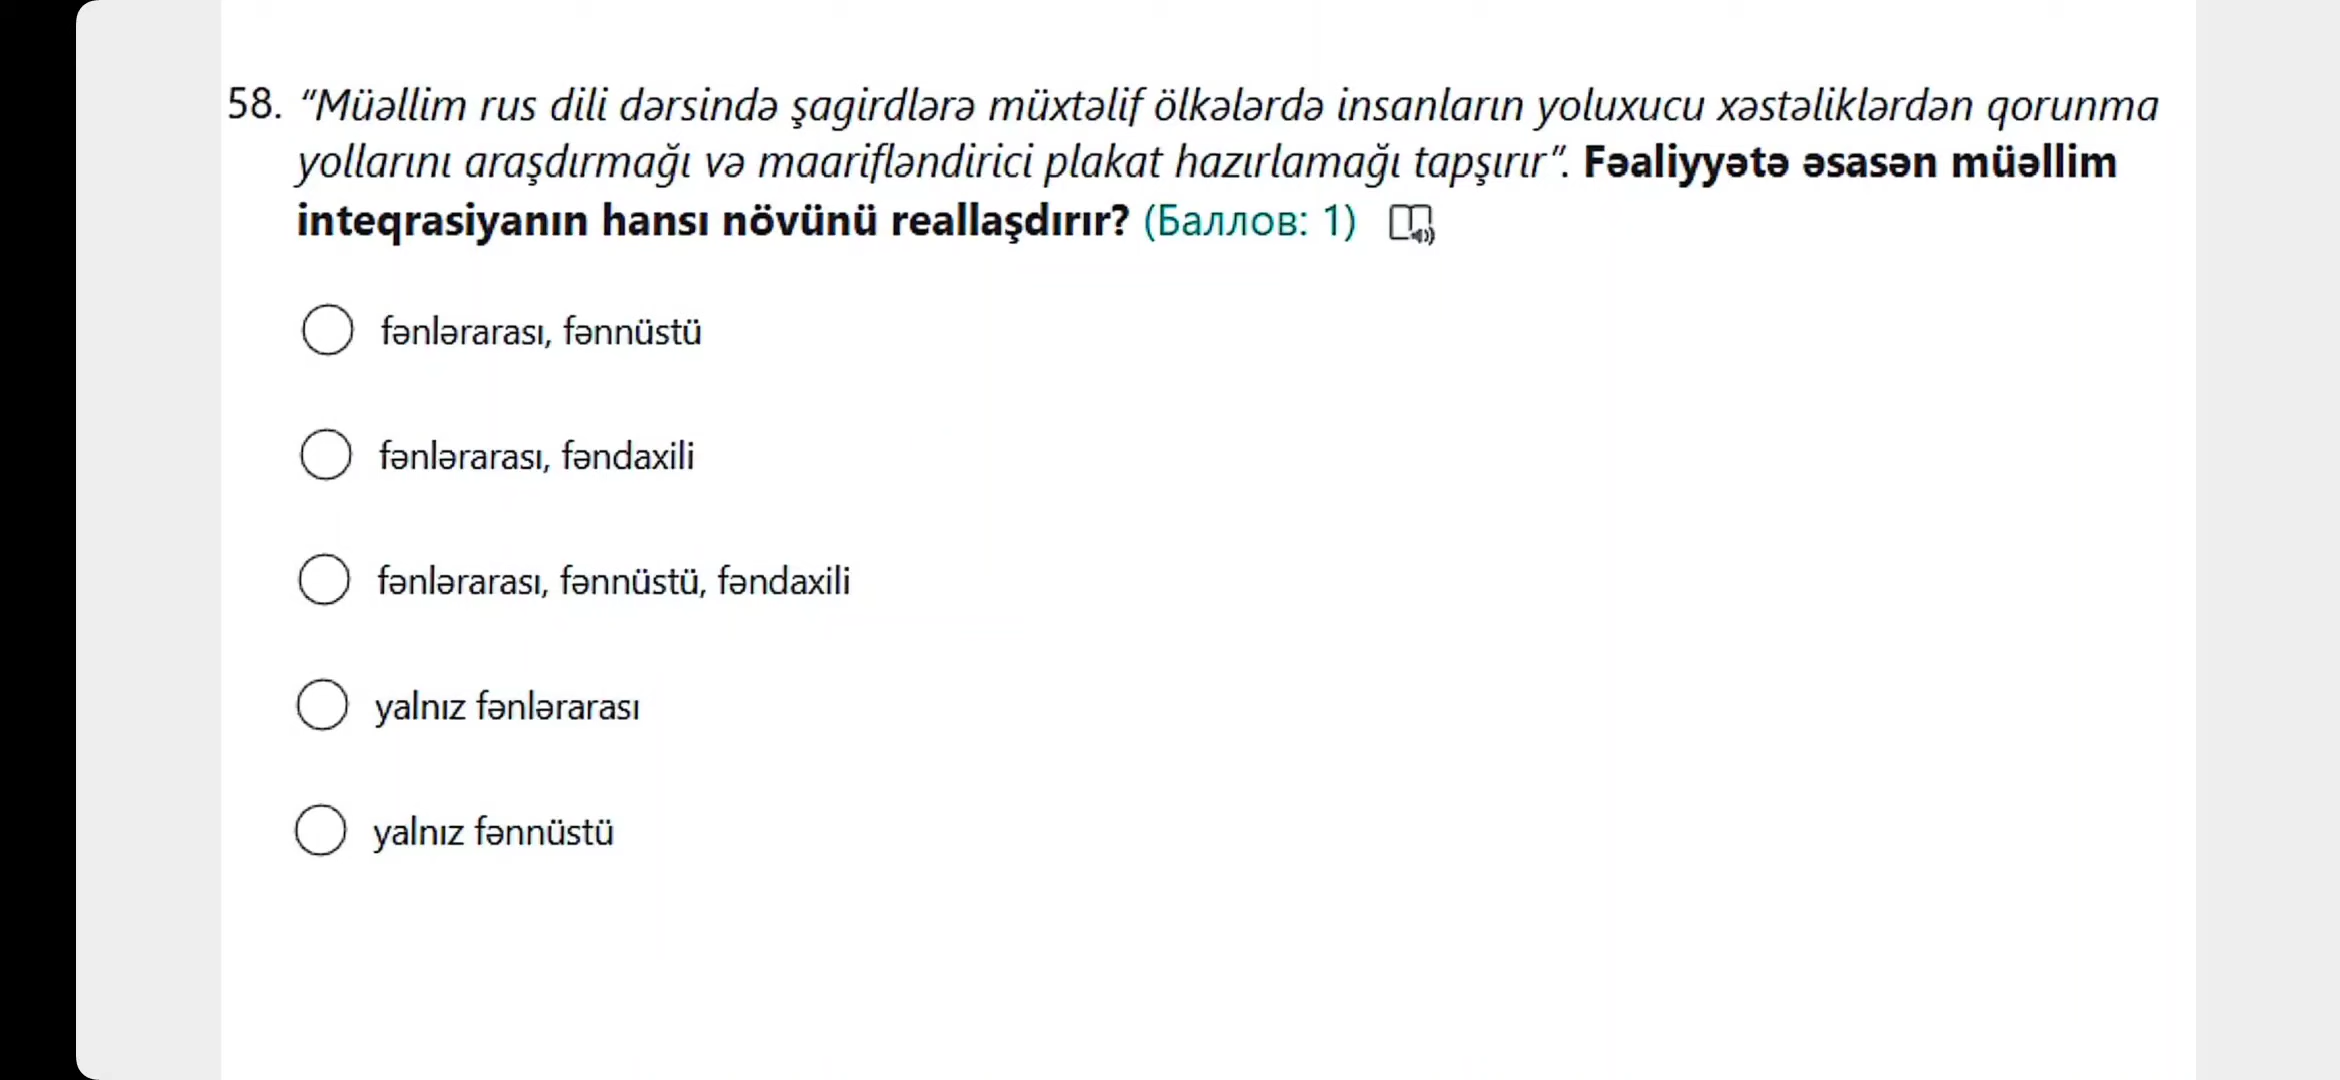 58. “Müəllim rus dili dərsində şagirdlərə müxtəlif ölkələrdə insanların yoluxucu xəstəliklərdən qorunma
yollarını araşdırmağı və maarifləndirici plakat hazırlamağı tapşırır”. Fəaliyyətə əsasən müəllim
inteqrasiyanın hansı növünü reallaşdırır? (Баллов: 1)
fənlərarası, fənnüstü
fənlərarası, fəndaxili
fənlərarası, fənnüstü, fəndaxili
yalnız fənlərarası
yalnız fənnüstü